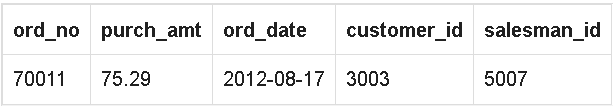 ord_no purch_amt ord_date customer_id salesman_id
70011 75.29 2012-08-17 3003 5007